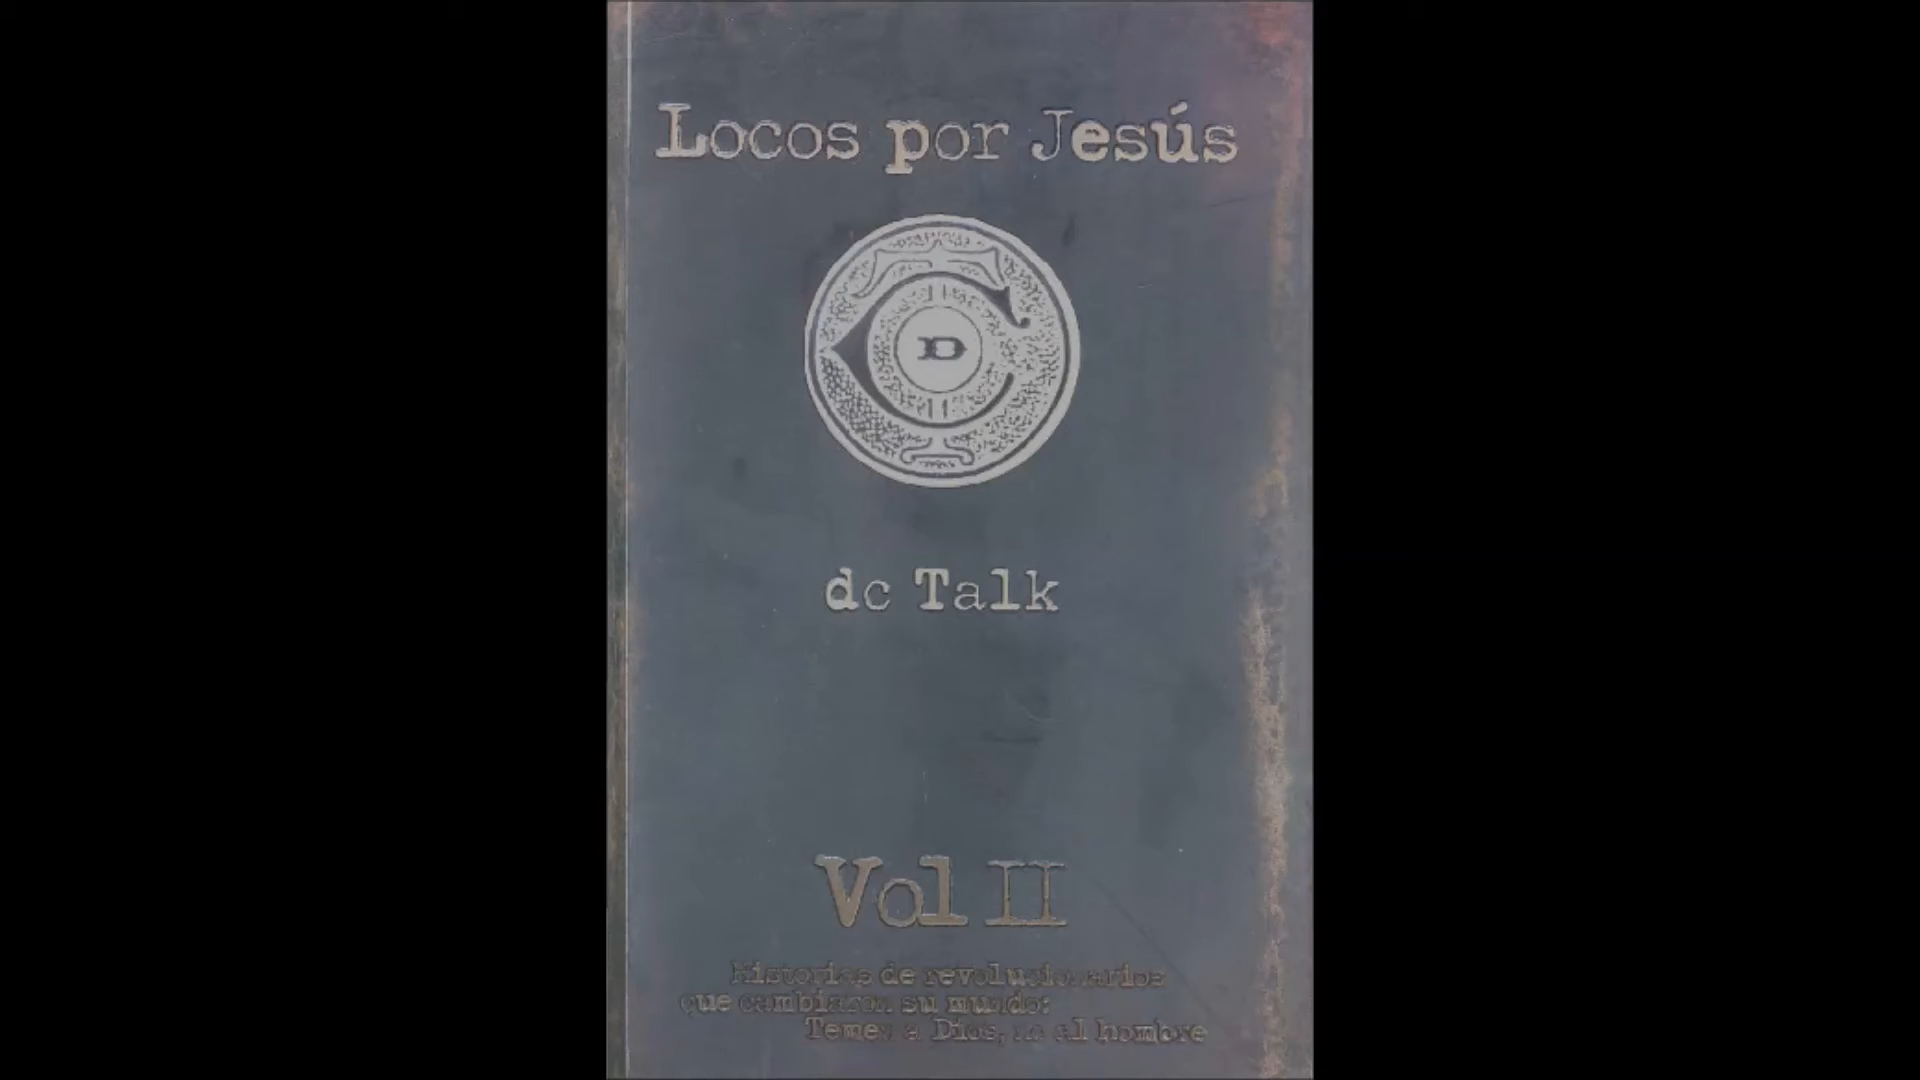 Locos por Jesús
D
dc Talk
Vol II
Historias de revolucionarios
que cambiaron su mundo:
Temer a Dios, no al hombre